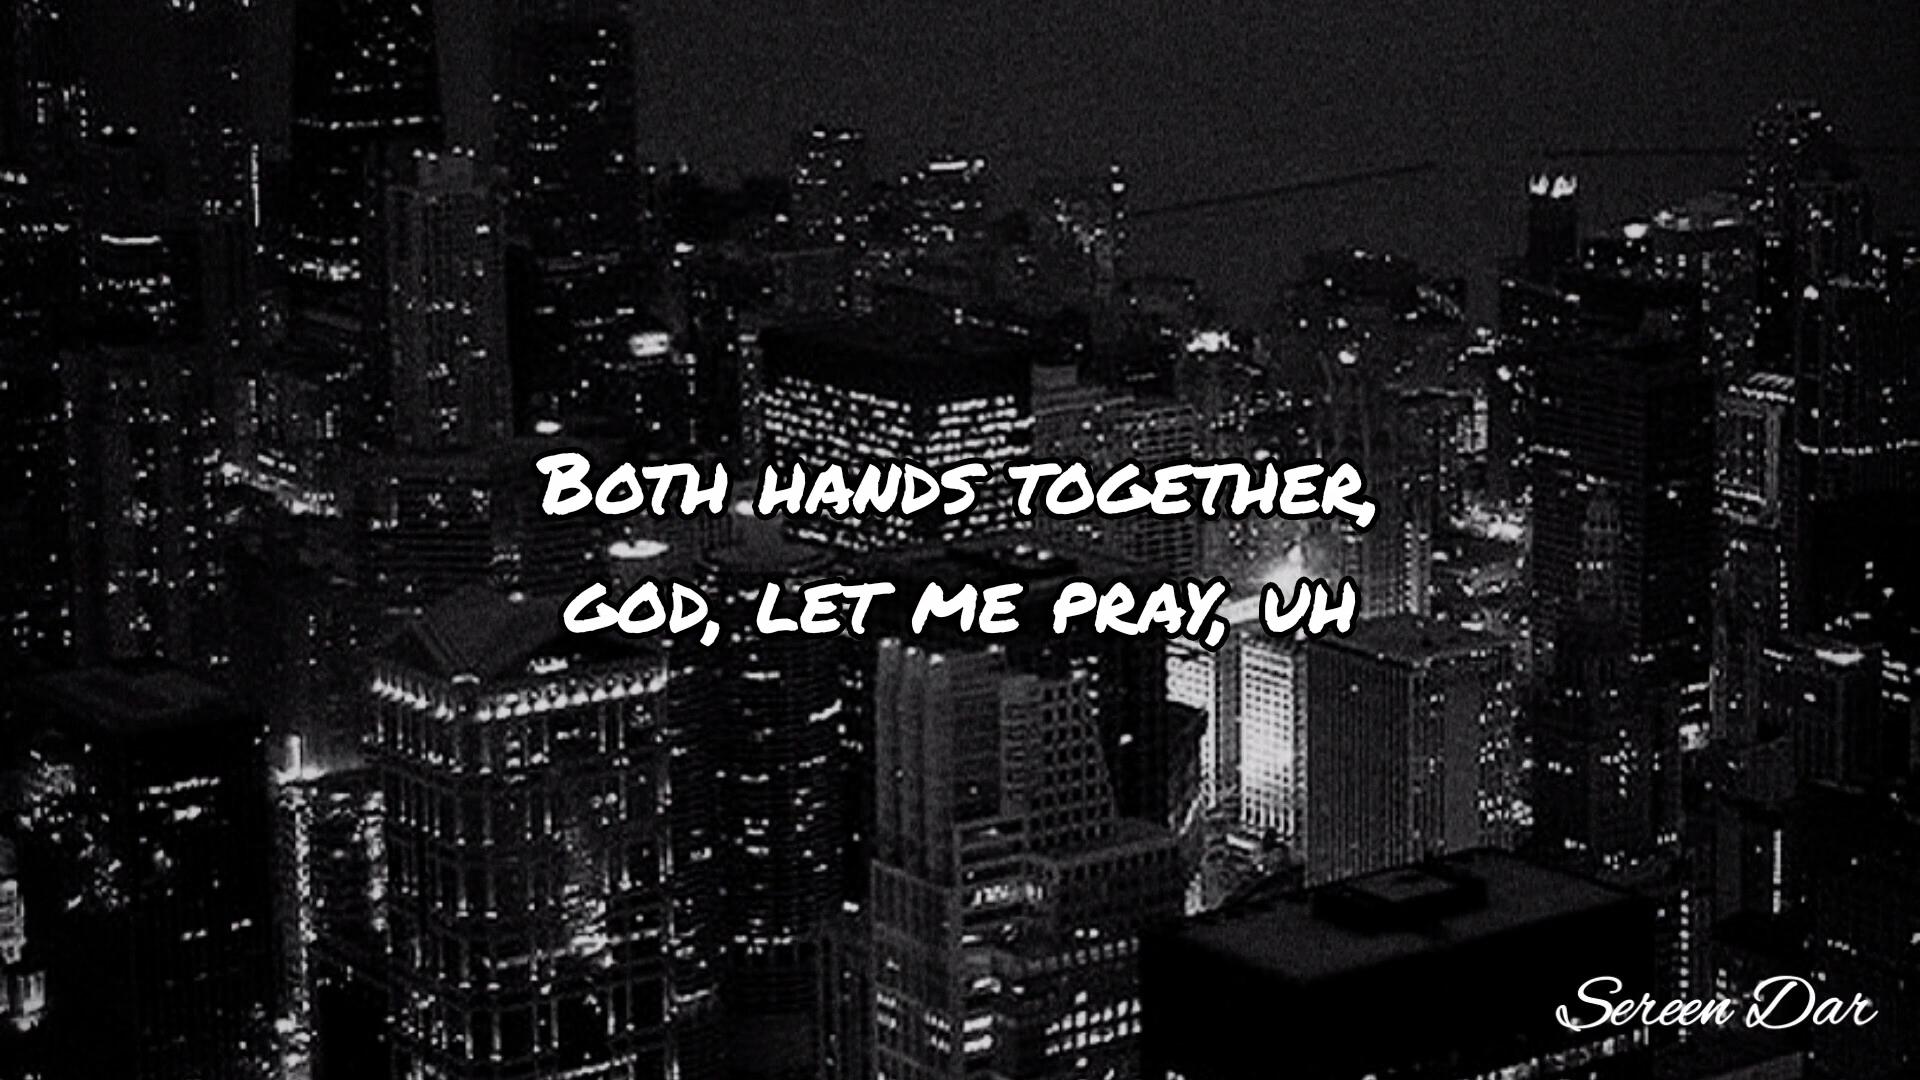 Both hands together,
god, let me pray, uh
Sereen Dar